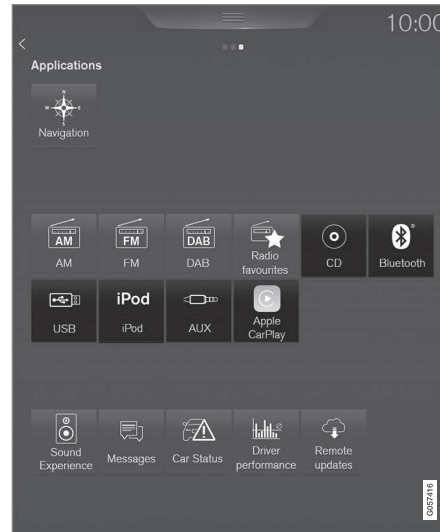 10:00
Applications
N
W
E
S
Navigation
AM
FM
DAB
AM
FM
DAB
Radio
favourites
CD
Bluetooth
iPod
USB
iPod
AUX
Apple
CarPlay
Sound
Experience
Messages
Car Status
Driver
performance
Remote
updates
G057416